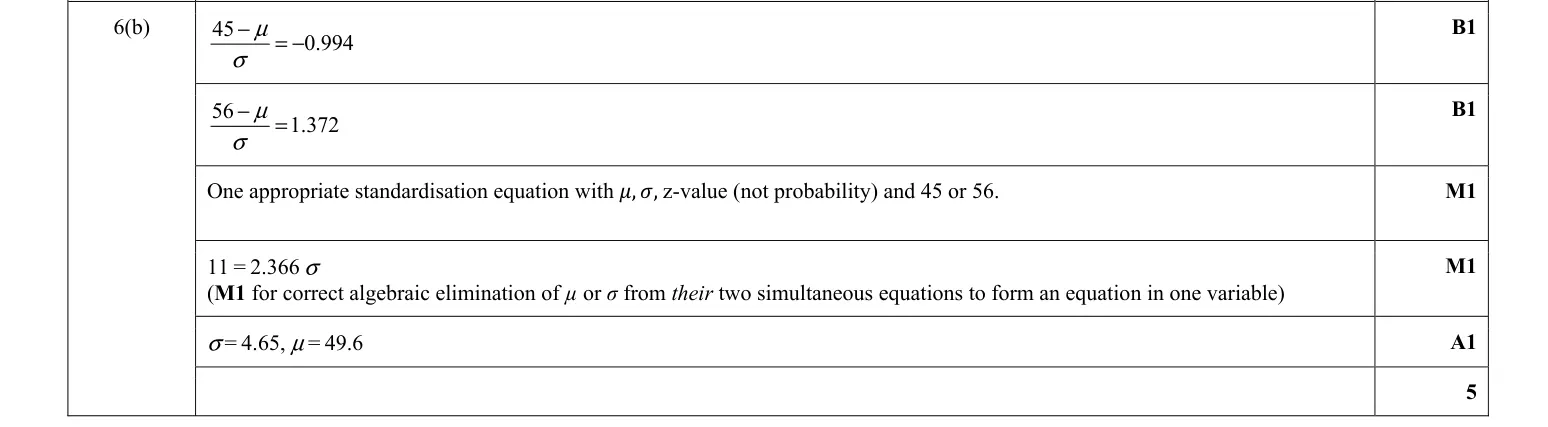 6(b)
45 − μ
———— = −0.994
σ
B1
56 − μ
———— = 1.372
σ
B1
One appropriate standardisation equation with μ, σ, z-value (not probability) and 45 or 56.
M1
11 = 2.366 σ
M1
(M1 for correct algebraic elimination of μ or σ from their two simultaneous equations to form an equation in one variable)
σ = 4.65, μ = 49.6
A1
5